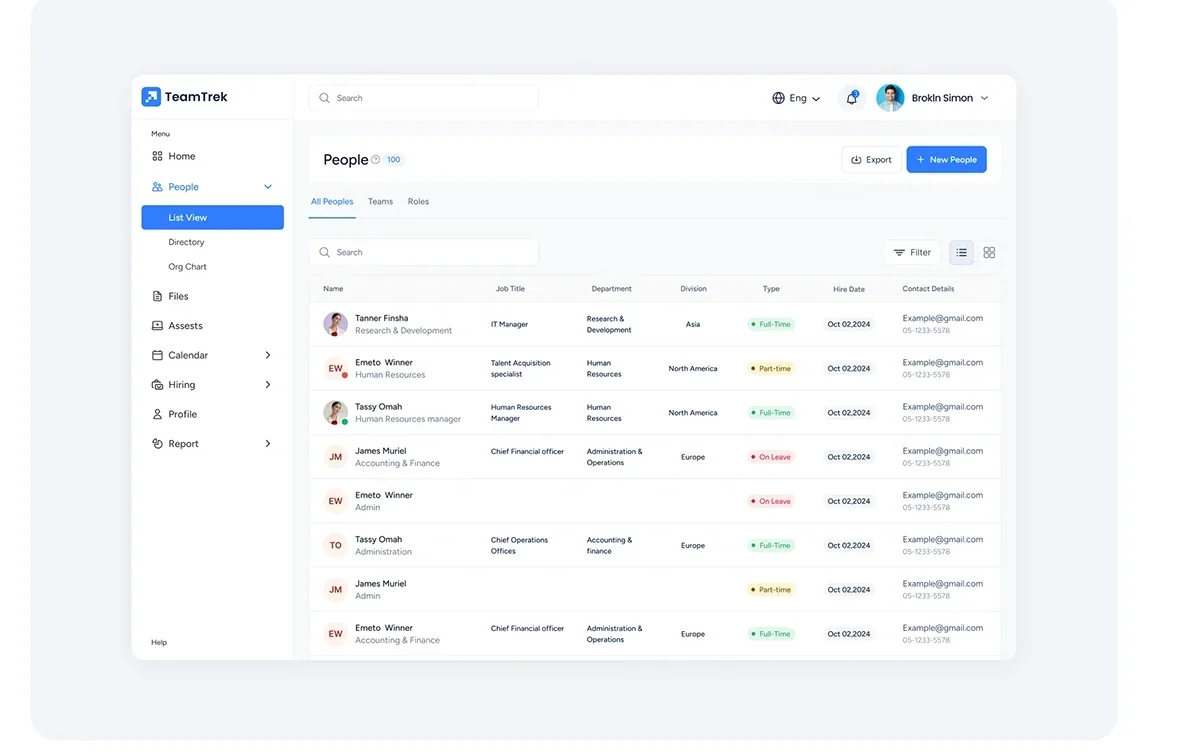 TeamTrek
Search
Eng
3
BrokIn Simon
Menu
Home
People
List View
Directory
Org Chart
Files
Assests
Calendar
Hiring
Profile
Report
Help
People 100
Export
+ New People
All Peoples Teams Roles
Search
Filter
Name Job Title Department Division Type Hire Date Contact Details
Tanner Finsha
Research & Development
IT Manager
Research &
Development
Asia
Full-Time
Oct 02,2024
Example@gmail.com
05-1233-5578
EW
Emeto Winner
Human Resources
Talent Acquisition
specialist
Human
Resources
North America
Part-time
Oct 02,2024
Example@gmail.com
05-1233-5578
Tassy Omah
Human Resources manager
Human Resources
Manager
Human
Resources
North America
Full-Time
Oct 02,2024
Example@gmail.com
05-1233-5578
JM
James Muriel
Accounting & Finance
Chief Financial officer
Administration &
Operations
Europe
On Leave
Oct 02,2024
Example@gmail.com
05-1233-5578
EW
Emeto Winner
Admin
On Leave
Oct 02,2024
Example@gmail.com
05-1233-5578
TO
Tassy Omah
Administration
Chief Operations
Offices
Accounting &
finance
Europe
Full-Time
Oct 02,2024
Example@gmail.com
05-1233-5578
JM
James Muriel
Admin
Part-time
Oct 02,2024
Example@gmail.com
05-1233-5578
EW
Emeto Winner
Accounting & Finance
Chief Financial officer
Administration &
Operations
Europe
Full-Time
Oct 02,2024
Example@gmail.com
05-1233-5578